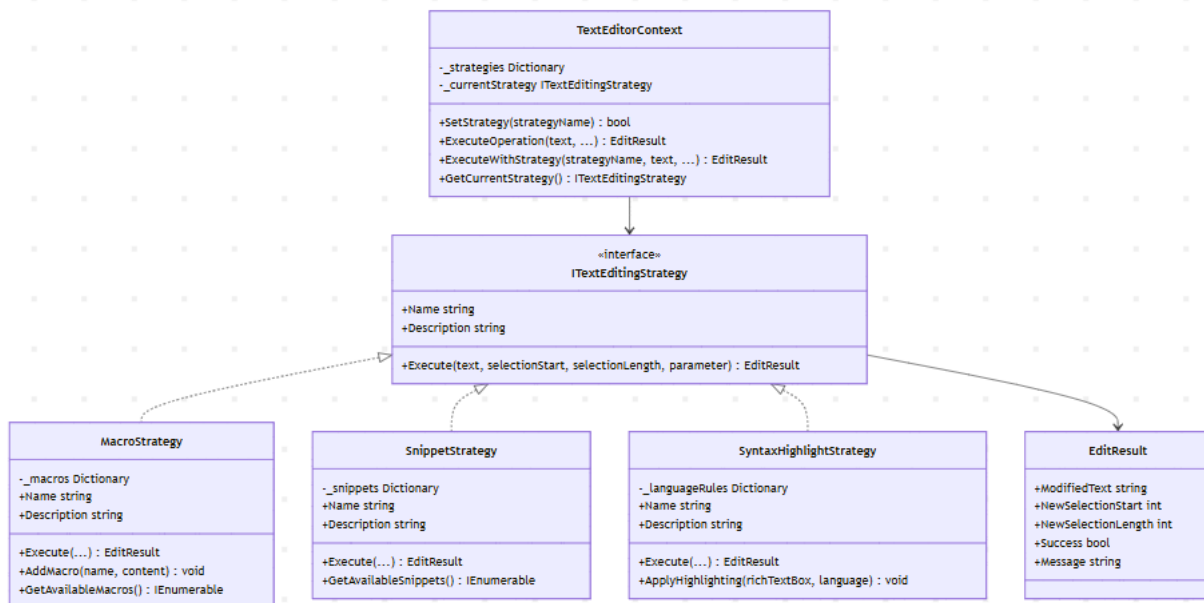 TextEditorContext
-_strategies Dictionary
-_currentStrategy ITextEditingStrategy
+SetStrategy(strategyName) : bool
+ExecuteOperation(text, ...) : EditResult
+ExecuteWithStrategy(strategyName, text, ...) : EditResult
+GetCurrentStrategy() : ITextEditingStrategy
«interface»
ITextEditingStrategy
+Name string
+Description string
+Execute(text, selectionStart, selectionLength, parameter) : EditResult
MacroStrategy
-_macros Dictionary
+Name string
+Description string
+Execute(...) : EditResult
+AddMacro(name, content) : void
+GetAvailableMacros() : IEnumerable
SnippetStrategy
-_snippets Dictionary
+Name string
+Description string
+Execute(...) : EditResult
+GetAvailableSnippets() : IEnumerable
SyntaxHighlightStrategy
-_languageRules Dictionary
+Name string
+Description string
+Execute(...) : EditResult
+ApplyHighlighting(richTextBox, language) : void
EditResult
+ModifiedText string
+NewSelectionStart int
+NewSelectionLength int
+Success bool
+Message string